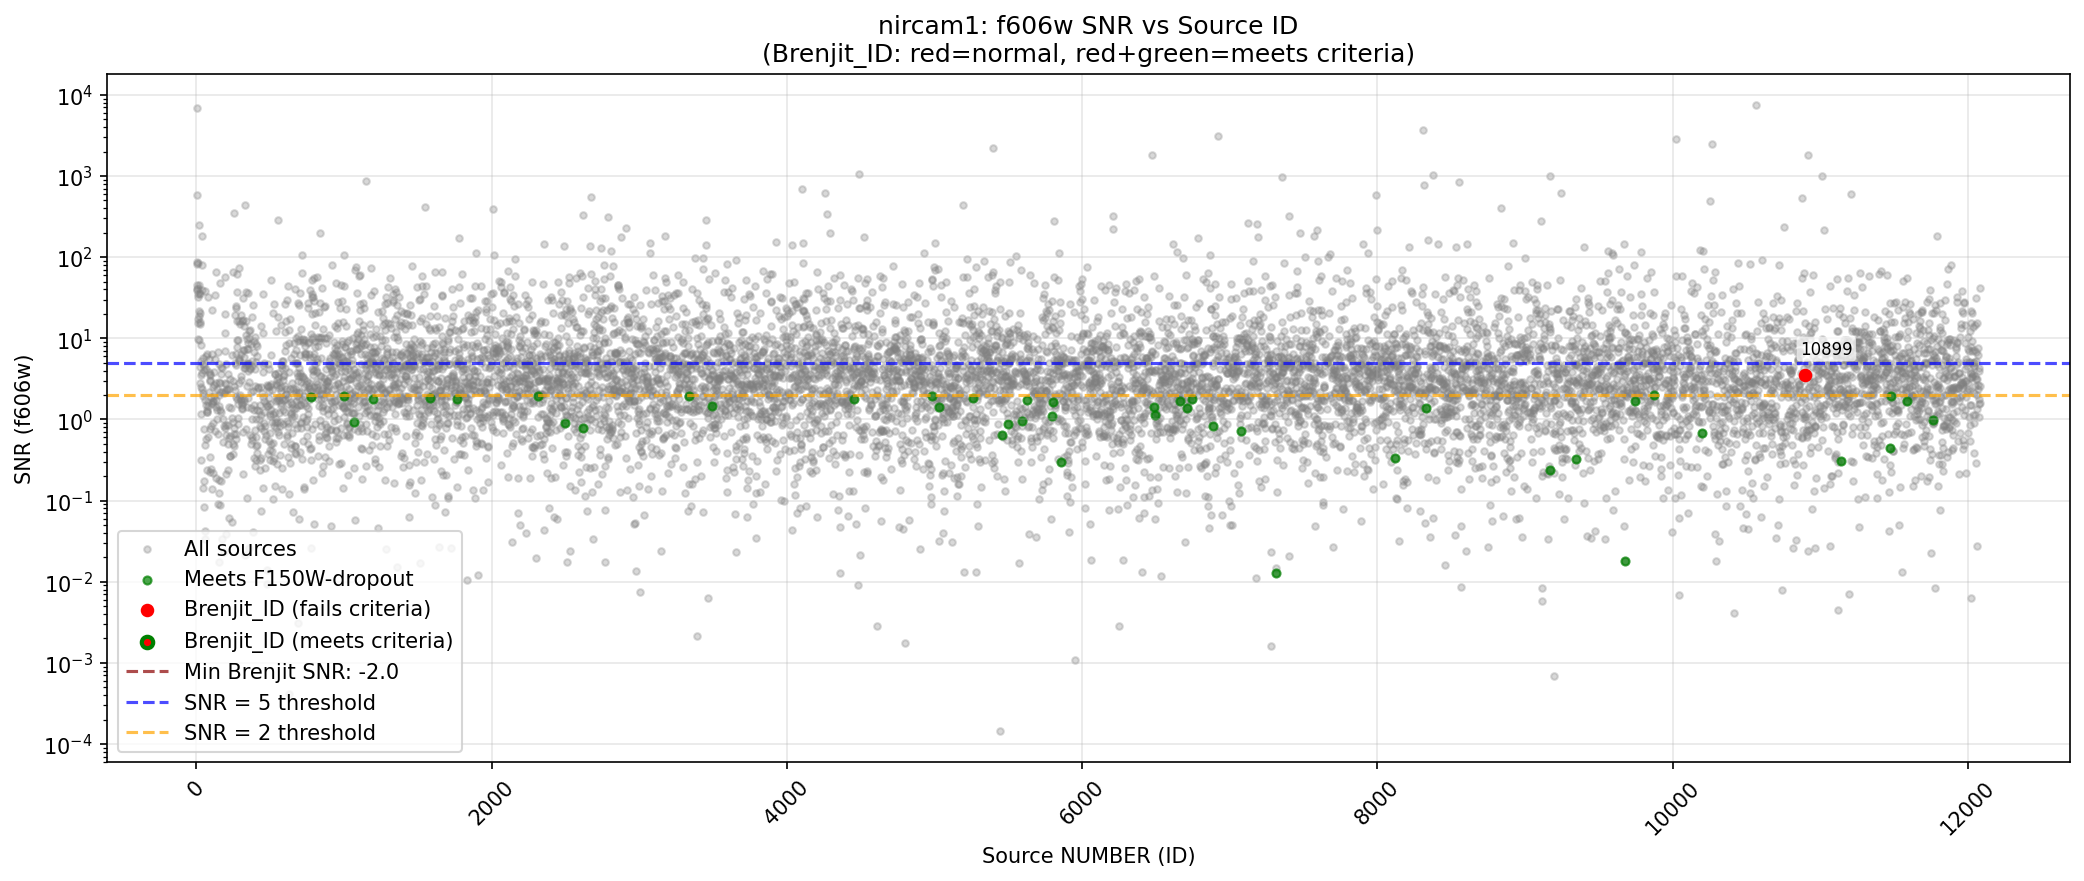 nircam1: f606w SNR vs Source ID
(Brenjit_ID: red=normal, red+green=meets criteria)
SNR (f606w)
10⁴
10³
10²
10¹
10⁰
10⁻¹
10⁻²
10⁻³
10⁻⁴
10899
All sources
Meets F150W-dropout
Brenjit_ID (fails criteria)
Brenjit_ID (meets criteria)
Min Brenjit SNR: -2.0
SNR = 5 threshold
SNR = 2 threshold
0
2000
4000
6000
8000
10000
12000
Source NUMBER (ID)